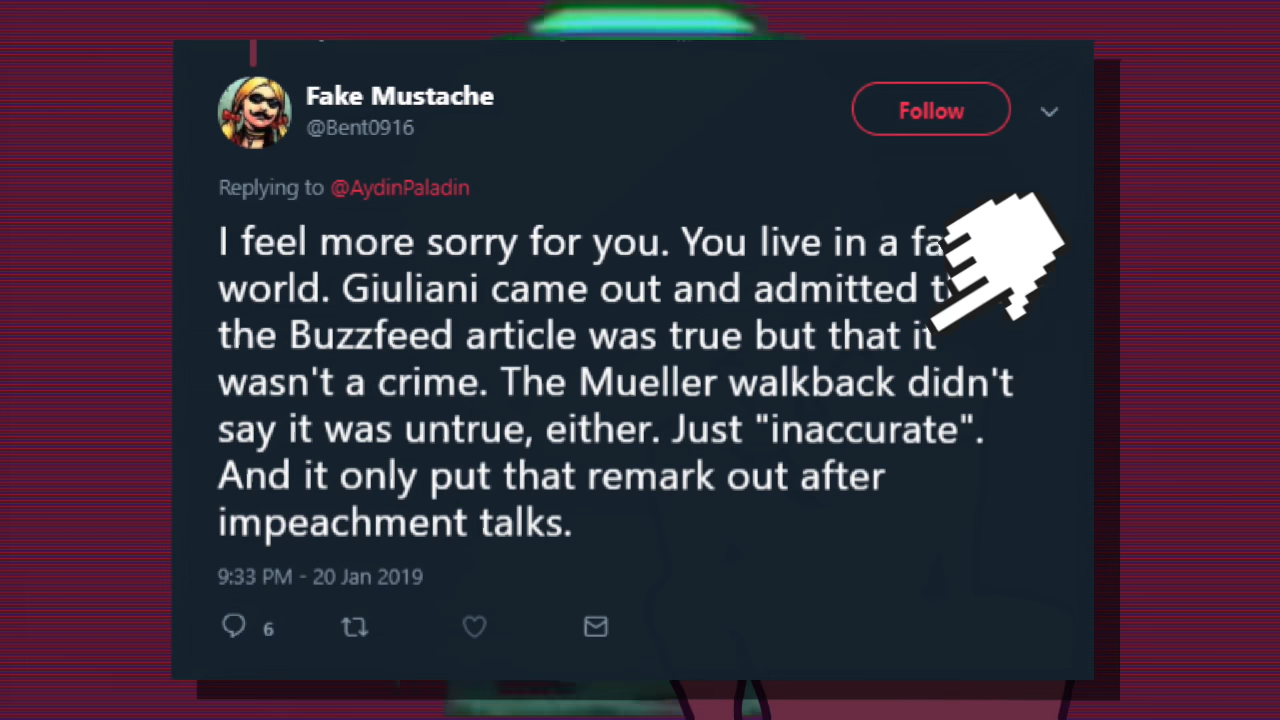 Fake Mustache
@Bent0916
Follow
Replying to @AydinPaladin
I feel more sorry for you. You live in a
world. Giuliani came out and admitted
the Buzzfeed article was true but that it
wasn't a crime. The Mueller walkback didn't
say it was untrue, either. Just "inaccurate".
And it only put that remark out after
impeachment talks.
9:33 PM - 20 Jan 2019
6